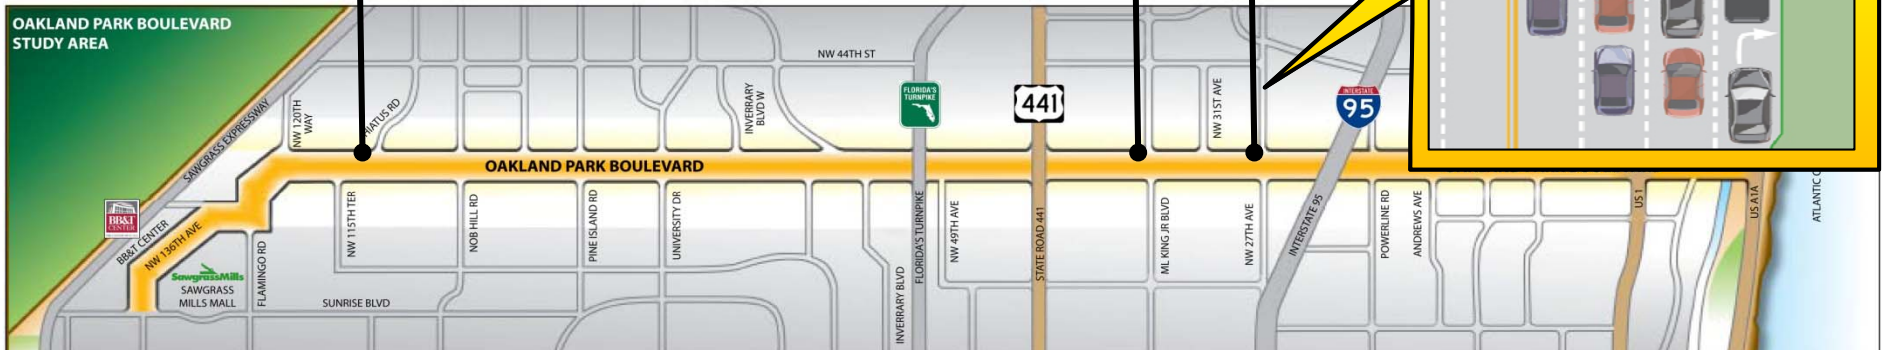 OAKLAND PARK BOULEVARD
STUDY AREA
NW 44TH ST
FLORIDA'S
TURNPIKE
441
INTERSTATE
95
NW 120TH
WAY
HIATUS RD
INVERRARY
BLVD W
NW 31ST AVE
SAWGRASS EXPRESSWAY
OAKLAND PARK BOULEVARD
BB&T
CENTER
BB&T CENTER
NW 136TH AVE
SawgrassMills
SAWGRASS
MILLS MALL
FLAMINGO RD
NW 115TH TER
SUNRISE BLVD
NOB HILL RD
PINE ISLAND RD
UNIVERSITY DR
INVERRARY BLVD
FLORIDA'S TURNPIKE
NW 49TH AVE
STATE ROAD 441
ML KING JR BLVD
NW 27TH AVE
INTERSTATE 95
POWERLINE RD
ANDREWS AVE
US 1
US A1A
ATLANTIC